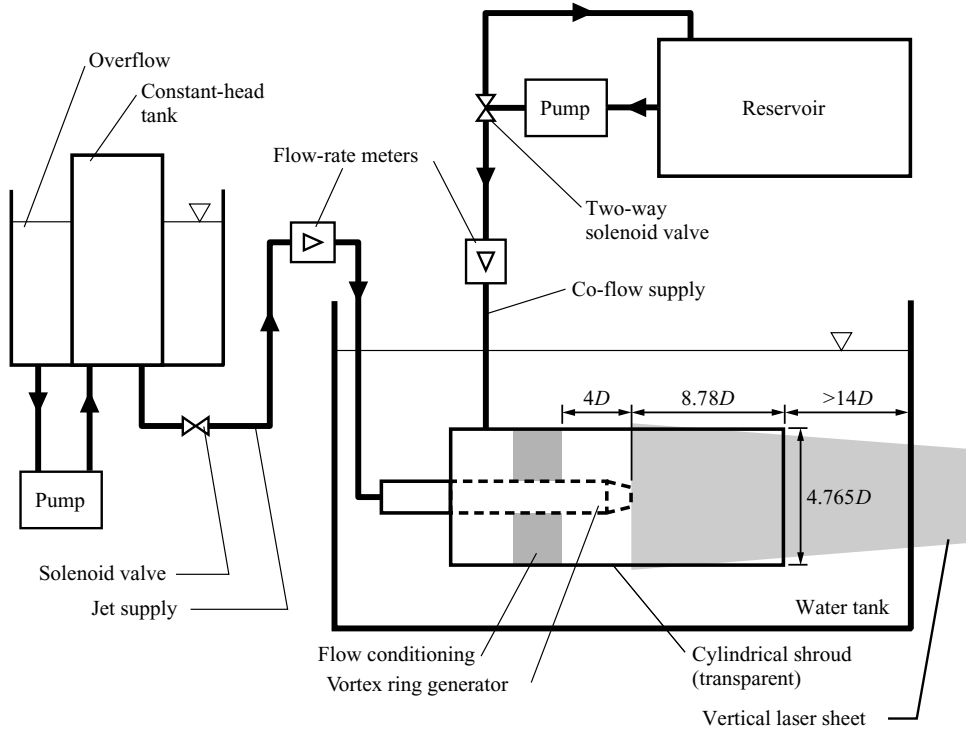 Overflow
Constant-head
tank
Flow-rate meters
Pump
Reservoir
Two-way
solenoid valve
Co-flow supply
4D
8.78D
>14D
4.765D
Pump
Solenoid valve
Jet supply
Water tank
Flow conditioning
Vortex ring generator
Cylindrical shroud
(transparent)
Vertical laser sheet